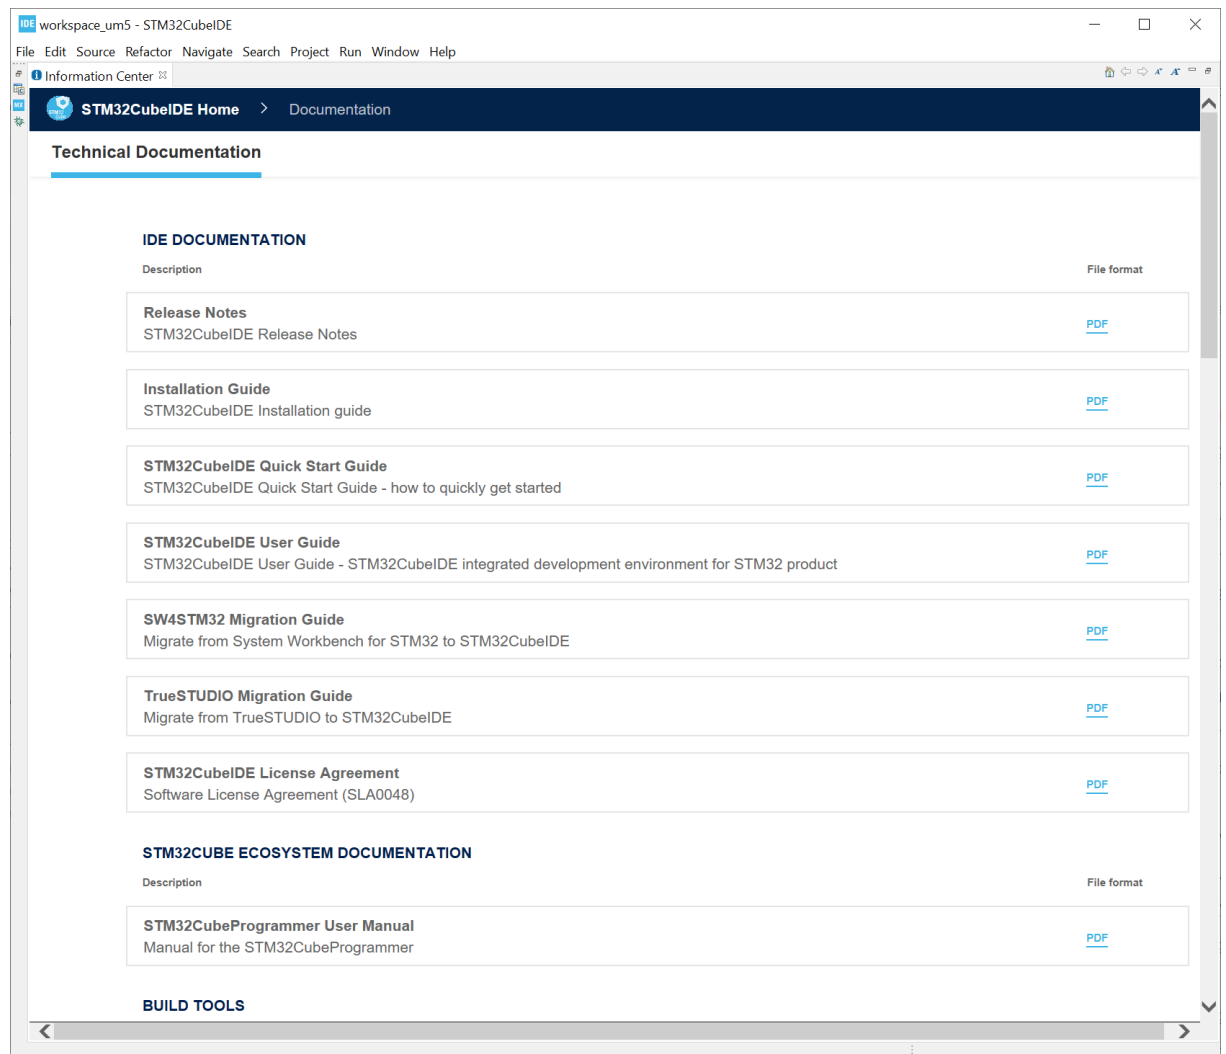 IDE workspace_um5 - STM32CubeIDE
File Edit Source Refactor Navigate Search Project Run Window Help
Information Center
STM32CubeIDE Home > Documentation
Technical Documentation
IDE DOCUMENTATION
Description File format
Release Notes
STM32CubeIDE Release Notes
PDF
Installation Guide
STM32CubeIDE Installation guide
PDF
STM32CubeIDE Quick Start Guide
STM32CubeIDE Quick Start Guide - how to quickly get started
PDF
STM32CubeIDE User Guide
STM32CubeIDE User Guide - STM32CubeIDE integrated development environment for STM32 product
PDF
SW4STM32 Migration Guide
Migrate from System Workbench for STM32 to STM32CubeIDE
PDF
TrueSTUDIO Migration Guide
Migrate from TrueSTUDIO to STM32CubeIDE
PDF
STM32CubeIDE License Agreement
Software License Agreement (SLA0048)
PDF
STM32CUBE ECOSYSTEM DOCUMENTATION
Description File format
STM32CubeProgrammer User Manual
Manual for the STM32CubeProgrammer
PDF
BUILD TOOLS